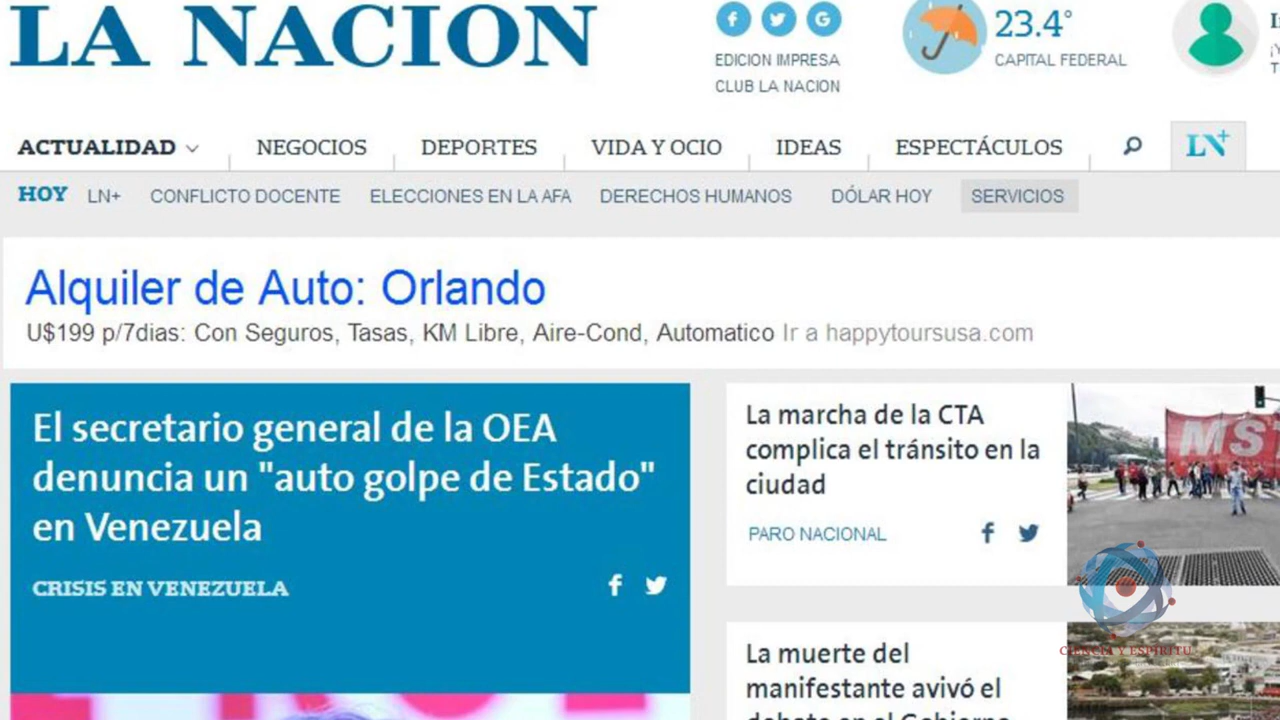 LA NACION
23.4°
EDICION IMPRESA
CAPITAL FEDERAL
CLUB LA NACION
ACTUALIDAD
NEGOCIOS
DEPORTES
VIDA Y OCIO
IDEAS
ESPECTÁCULOS
LN+
HOY
LN+
CONFLICTO DOCENTE
ELECCIONES EN LA AFA
DERECHOS HUMANOS
DÓLAR HOY
SERVICIOS
Alquiler de Auto: Orlando
U$199 p/7dias: Con Seguros, Tasas, KM Libre, Aire-Cond, Automatico Ir a happytoursusa.com
El secretario general de la OEA
denuncia un "auto golpe de Estado"
en Venezuela
CRISIS EN VENEZUELA
La marcha de la CTA
complica el tránsito en la
ciudad
PARO NACIONAL
MST
CIENCIA Y ESPIRITU
La muerte del
manifestante avivó el
debate en el Gobierno